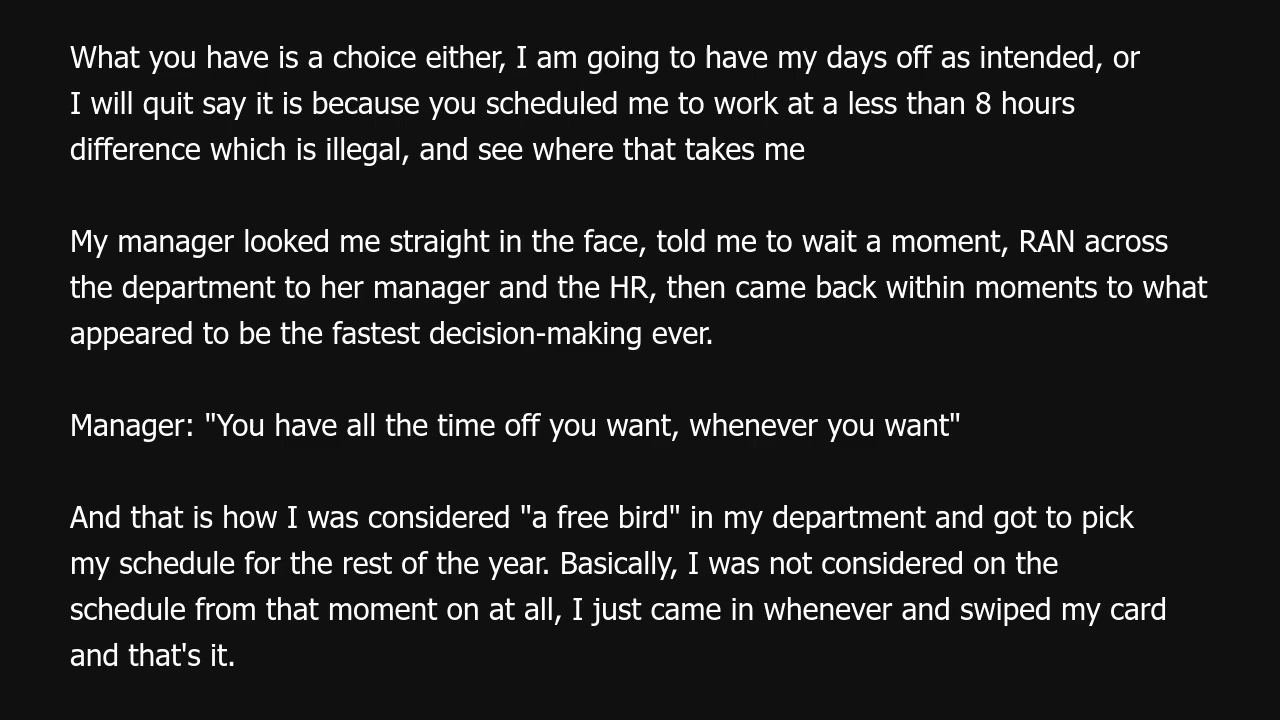 What you have is a choice either, I am going to have my days off as intended, or
I will quit say it is because you scheduled me to work at a less than 8 hours
difference which is illegal, and see where that takes me
My manager looked me straight in the face, told me to wait a moment, RAN across
the department to her manager and the HR, then came back within moments to what
appeared to be the fastest decision-making ever.
Manager: "You have all the time off you want, whenever you want"
And that is how I was considered "a free bird" in my department and got to pick
my schedule for the rest of the year. Basically, I was not considered on the
schedule from that moment on at all, I just came in whenever and swiped my card
and that's it.